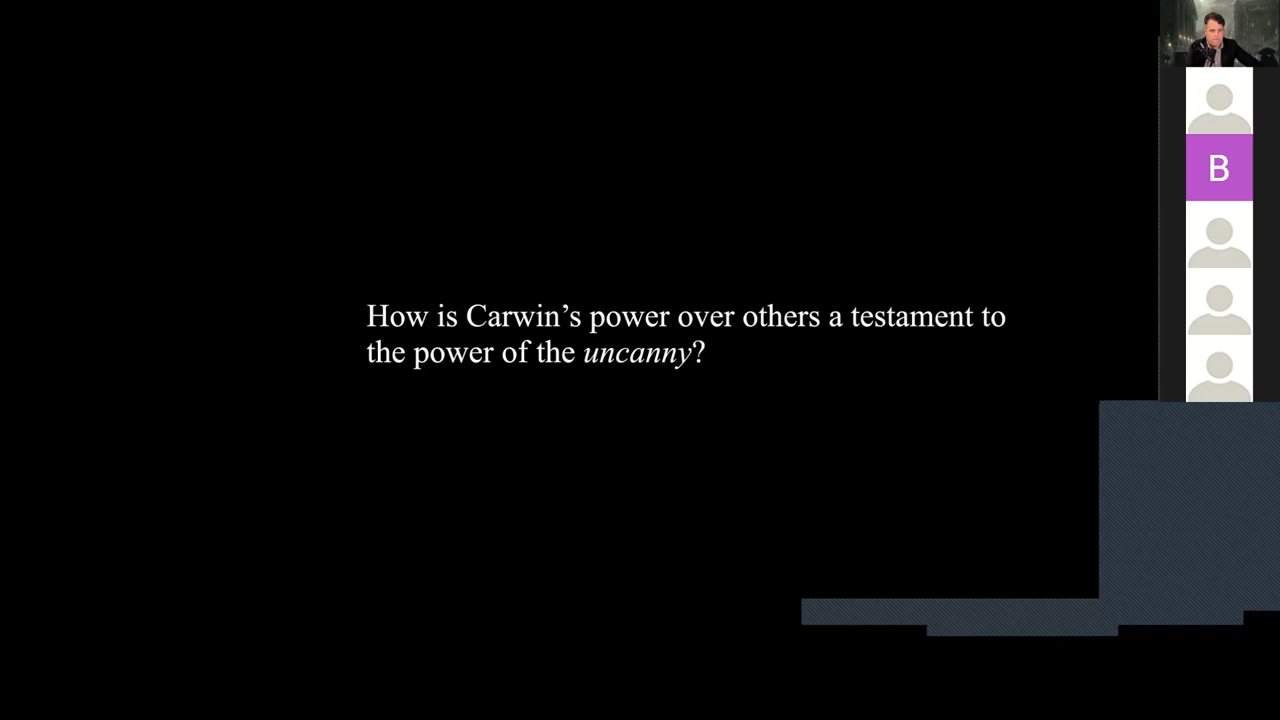 B
How is Carwin’s power over others a testament to
the power of the uncanny?